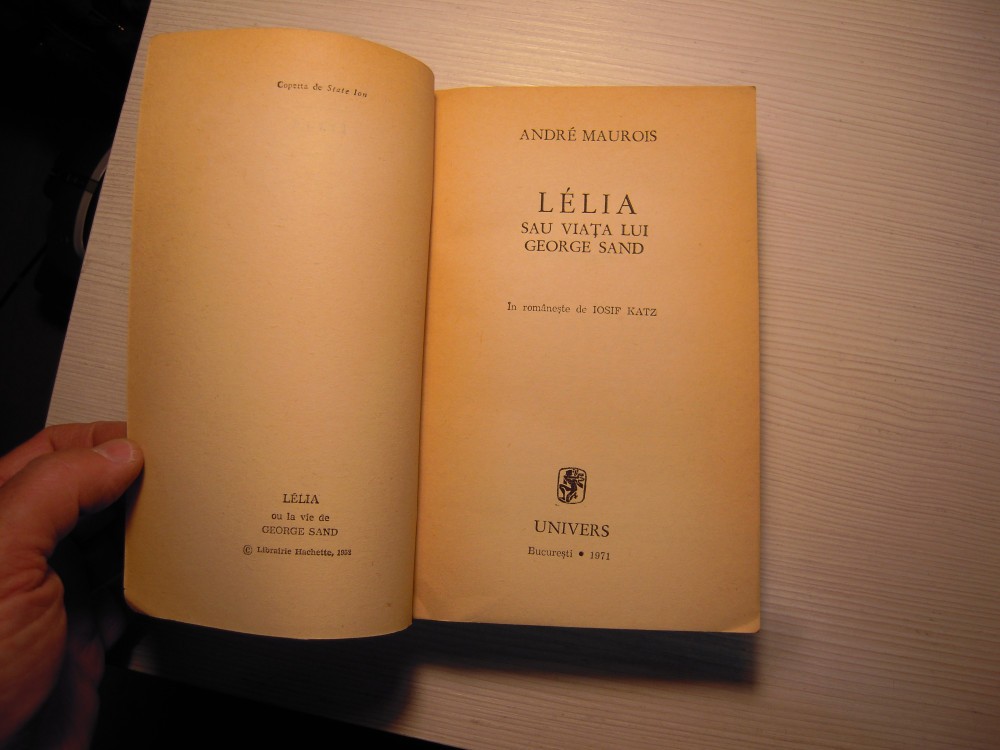 Coperta de State Ion
LÉLIA
ou la vie de
GEORGE SAND
© Librairie Hachette, 1952
ANDRÉ MAUROIS
LÉLIA
SAU VIAȚA LUI
GEORGE SAND
În românește de IOSIF KATZ
UNIVERS
București • 1971